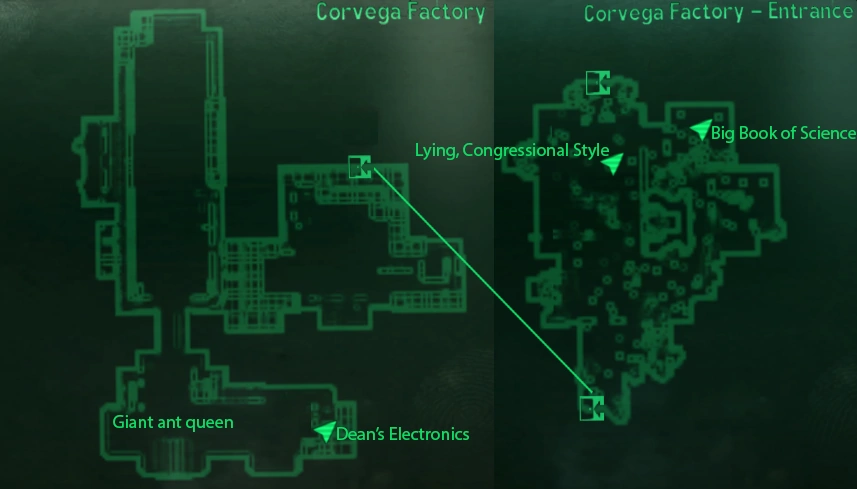 Corvega Factory
Corvega Factory – Entrance
Lying, Congressional Style
Big Book of Science
Giant ant queen
Dean's Electronics